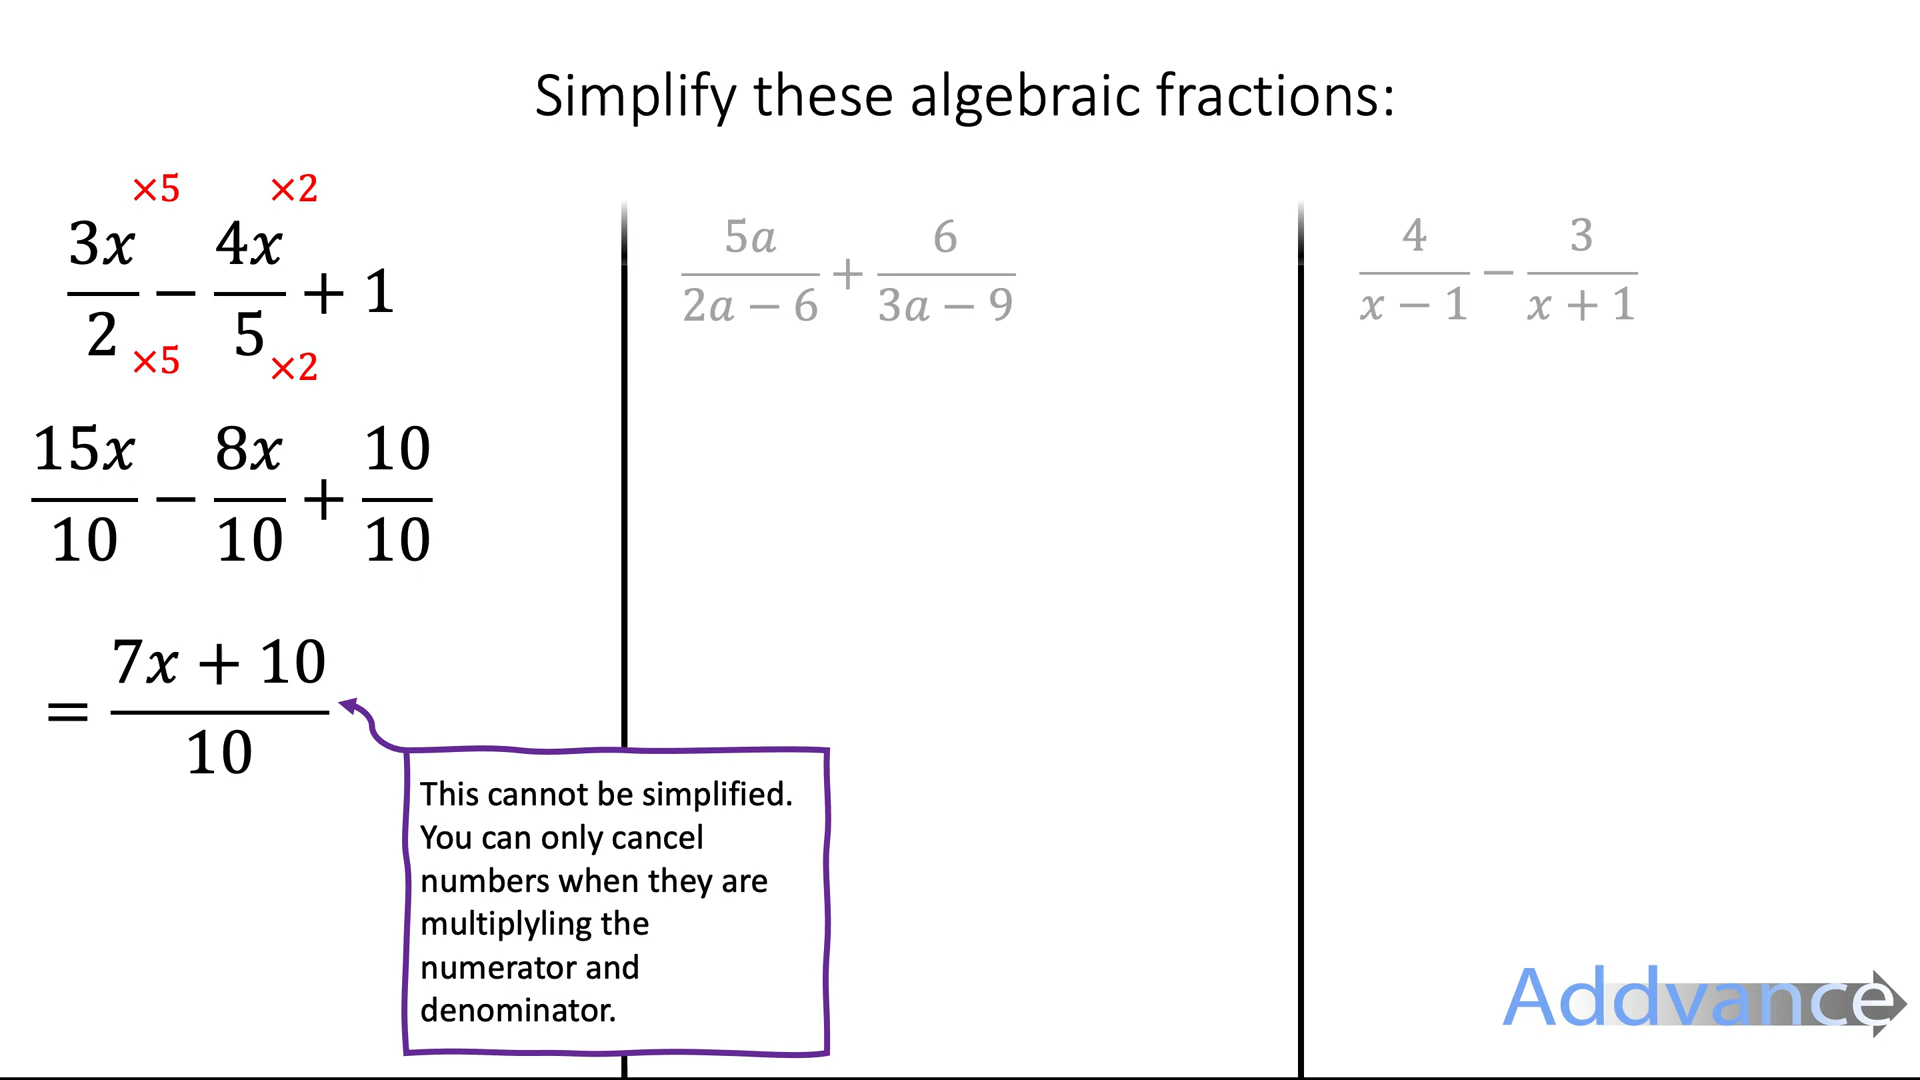 Simplify these algebraic fractions:
×5 ×2
3x/2 − 4x/5 + 1
×5 ×2
15x/10 − 8x/10 + 10/10
= (7x + 10)/10
This cannot be simplified.
You can only cancel
numbers when they are
multiplyling the
numerator and
denominator.
5a/(2a − 6) + 6/(3a − 9)
4/(x − 1) − 3/(x + 1)
Addvance